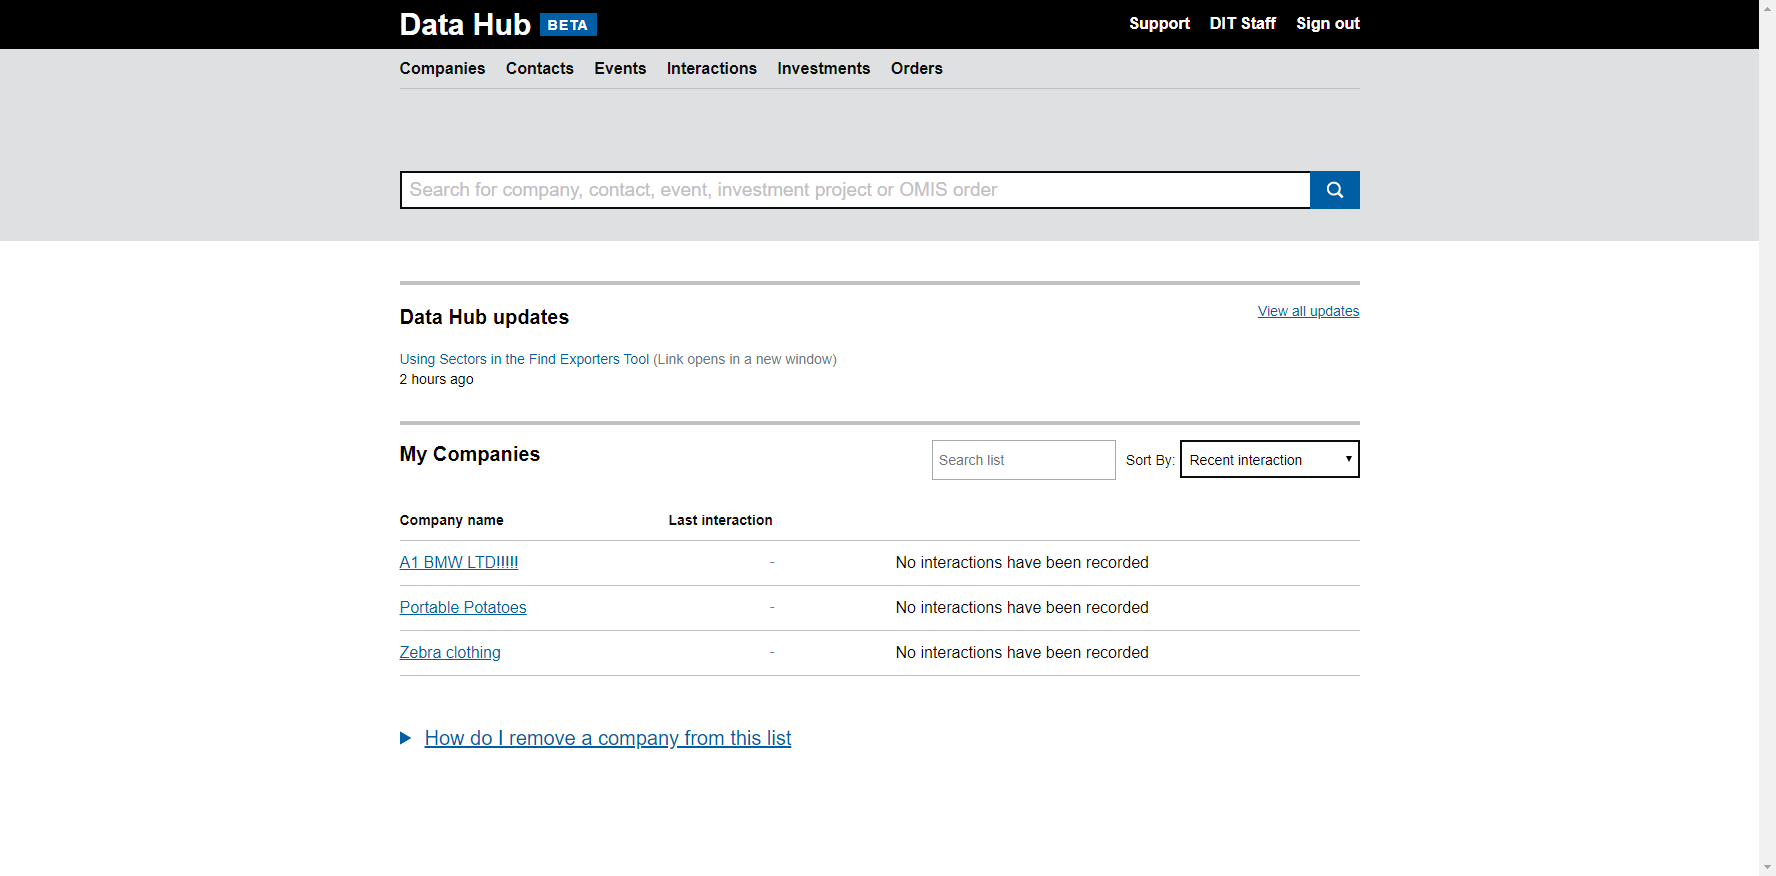 Data Hub BETA Support DIT Staff Sign out
Companies Contacts Events Interactions Investments Orders
Search for company, contact, event, investment project or OMIS order
Data Hub updates View all updates
Using Sectors in the Find Exporters Tool (Link opens in a new window)
2 hours ago
My Companies Search list Sort By: Recent interaction
Company name Last interaction
A1 BMW LTD!!!!! - No interactions have been recorded
Portable Potatoes - No interactions have been recorded
Zebra clothing - No interactions have been recorded
How do I remove a company from this list